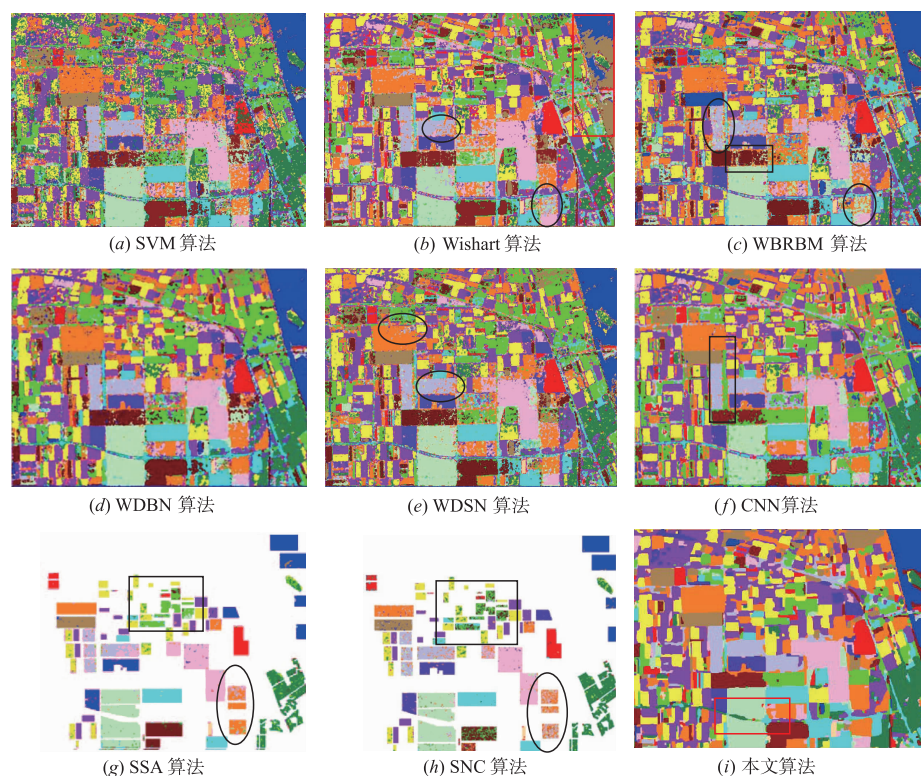 (a) SVM 算法
(b) Wishart 算法
(c) WBRBM 算法
(d) WDBN 算法
(e) WDSN 算法
(f) CNN算法
(g) SSA 算法
(h) SNC 算法
(i) 本文算法